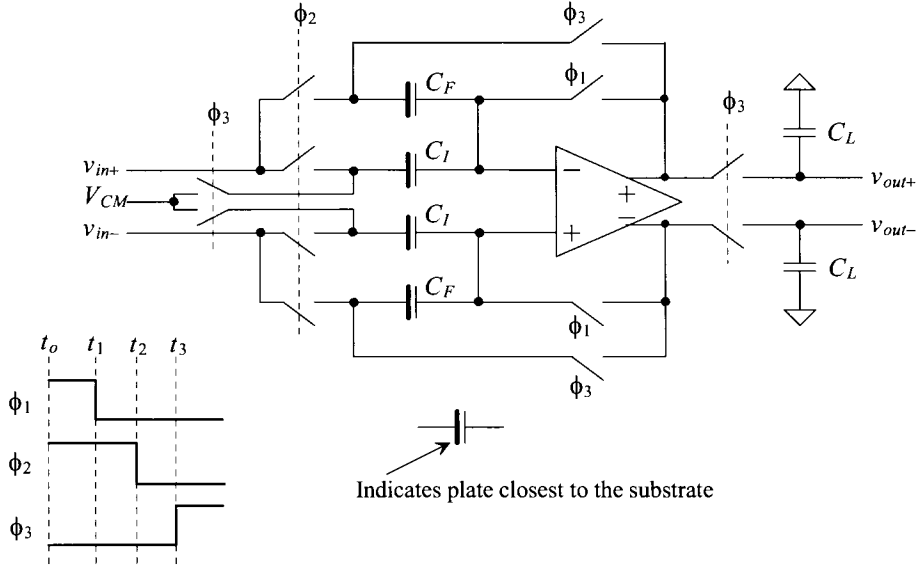 ϕ3
ϕ2
CF
ϕ1
ϕ3
ϕ3
CL
vin+
CI
vout+
VCM
−
+
CI
−
vin−
+
vout−
CF
CL
ϕ1
to t1 t2 t3
ϕ3
ϕ1
ϕ2
Indicates plate closest to the substrate
ϕ3